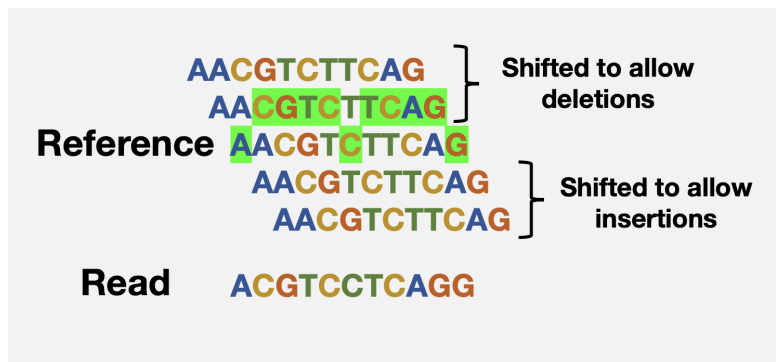 AACGTCTTCAG
Shifted to allow
deletions
AACGTCTTCAG
Reference AACGTCTTCAG
AACGTCTTCAG
Shifted to allow
insertions
AACGTCTTCAG
Read ACGTCCTCAGG